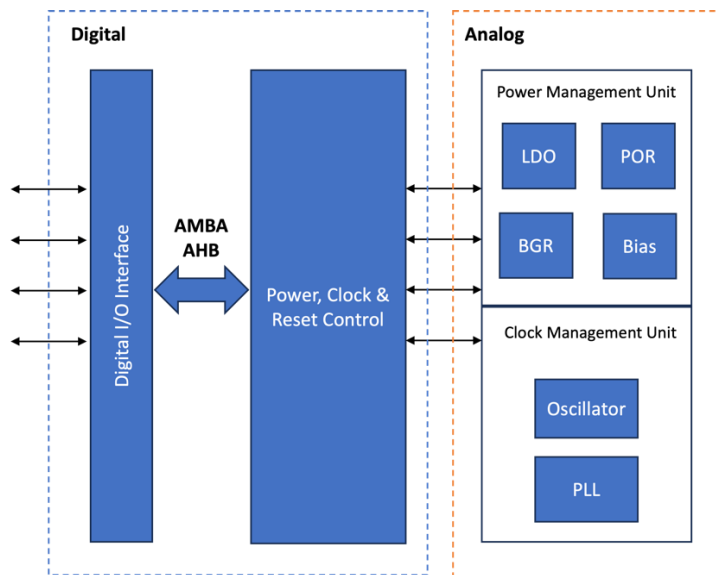 Digital
Analog
Digital I/O Interface
AMBA
AHB
Power, Clock &
Reset Control
Power Management Unit
LDO
POR
BGR
Bias
Clock Management Unit
Oscillator
PLL